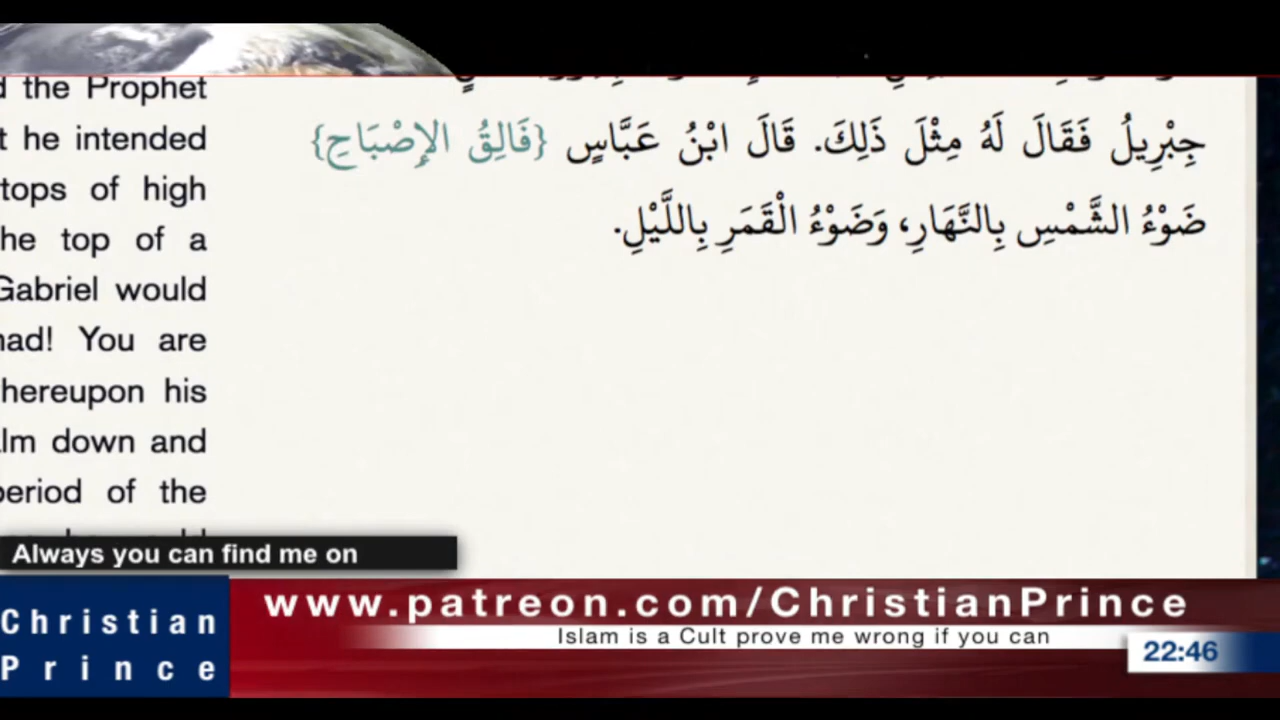 d the Prophet
t he intended
tops of high
he top of a
Gabriel would
nad! You are
hereupon his
lm down and
period of the
جِبْرِيلُ فَقَالَ لَهُ مِثْلَ ذَلِكَ. قَالَ ابْنُ عَبَّاسٍ {فَالِقُ الإِصْبَاحِ}
ضَوْءُ الشَّمْسِ بِالنَّهَارِ، وَضَوْءُ الْقَمَرِ بِاللَّيْلِ.
Always you can find me on
Christian
Prince
www.patreon.com/ChristianPrince
Islam is a Cult prove me wrong if you can
22:46